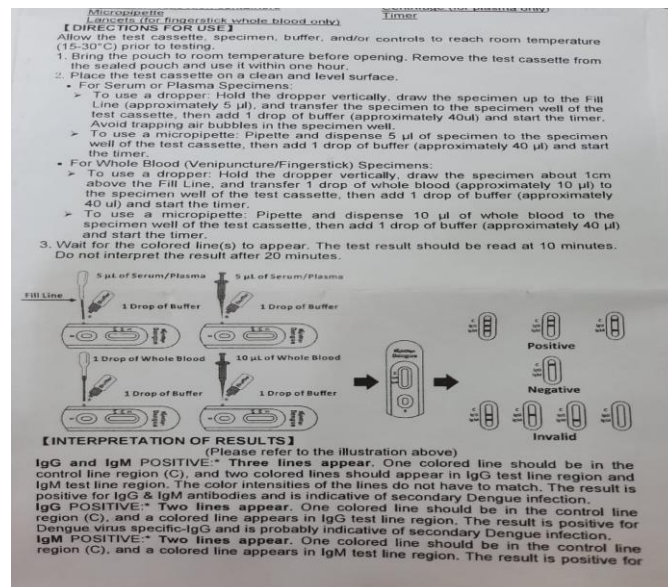 Micropipette
Lancets (for fingerstick whole blood only)
Timer
【DIRECTIONS FOR USE】
Allow the test cassette, specimen, buffer, and/or controls to reach room temperature
(15-30°C) prior to testing.
1. Bring the pouch to room temperature before opening. Remove the test cassette from
the sealed pouch and use it within one hour.
2. Place the test cassette on a clean and level surface.
• For Serum or Plasma Specimens:
➢ To use a dropper: Hold the dropper vertically, draw the specimen up to the Fill
Line (approximately 5 µl), and transfer the specimen to the specimen well of the
test cassette, then add 1 drop of buffer (approximately 40ul) and start the timer.
Avoid trapping air bubbles in the specimen well.
➢ To use a micropipette: Pipette and dispense 5 µl of specimen to the specimen
well of the test cassette, then add 1 drop of buffer (approximately 40 µl) and start
the timer.
• For Whole Blood (Venipuncture/Fingerstick) Specimens:
➢ To use a dropper: Hold the dropper vertically, draw the specimen about 1cm
above the Fill Line, and transfer 1 drop of whole blood (approximately 10 µl) to
the specimen well of the test cassette, then add 1 drop of buffer (approximately
40 ul) and start the timer.
➢ To use a micropipette: Pipette and dispense 10 µl of whole blood to the
specimen well of the test cassette, then add 1 drop of buffer (approximately 40 µl)
and start the timer.
3. Wait for the colored line(s) to appear. The test result should be read at 10 minutes.
Do not interpret the result after 20 minutes.
5 µL of Serum/Plasma
5 µL of Serum/Plasma
Fill Line
1 Drop of Buffer
1 Drop of Buffer
Dengue
Dengue
1 Drop of Whole Blood
10 µL of Whole Blood
1 Drop of Buffer
1 Drop of Buffer
Dengue
Dengue
Dengue
Positive
Negative
Invalid
【INTERPRETATION OF RESULTS】
(Please refer to the illustration above)
IgG and IgM POSITIVE:* Three lines appear. One colored line should be in the
control line region (C), and two colored lines should appear in IgG test line region and
IgM test line region. The color intensities of the lines do not have to match. The result is
positive for IgG & IgM antibodies and is indicative of secondary Dengue infection.
IgG POSITIVE:* Two lines appear. One colored line should be in the control line
region (C), and a colored line appears in IgG test line region. The result is positive for
Dengue virus specific-IgG and is probably indicative of secondary Dengue infection.
IgM POSITIVE:* Two lines appear. One colored line should be in the control line
region (C), and a colored line appears in IgM test line region. The result is positive for